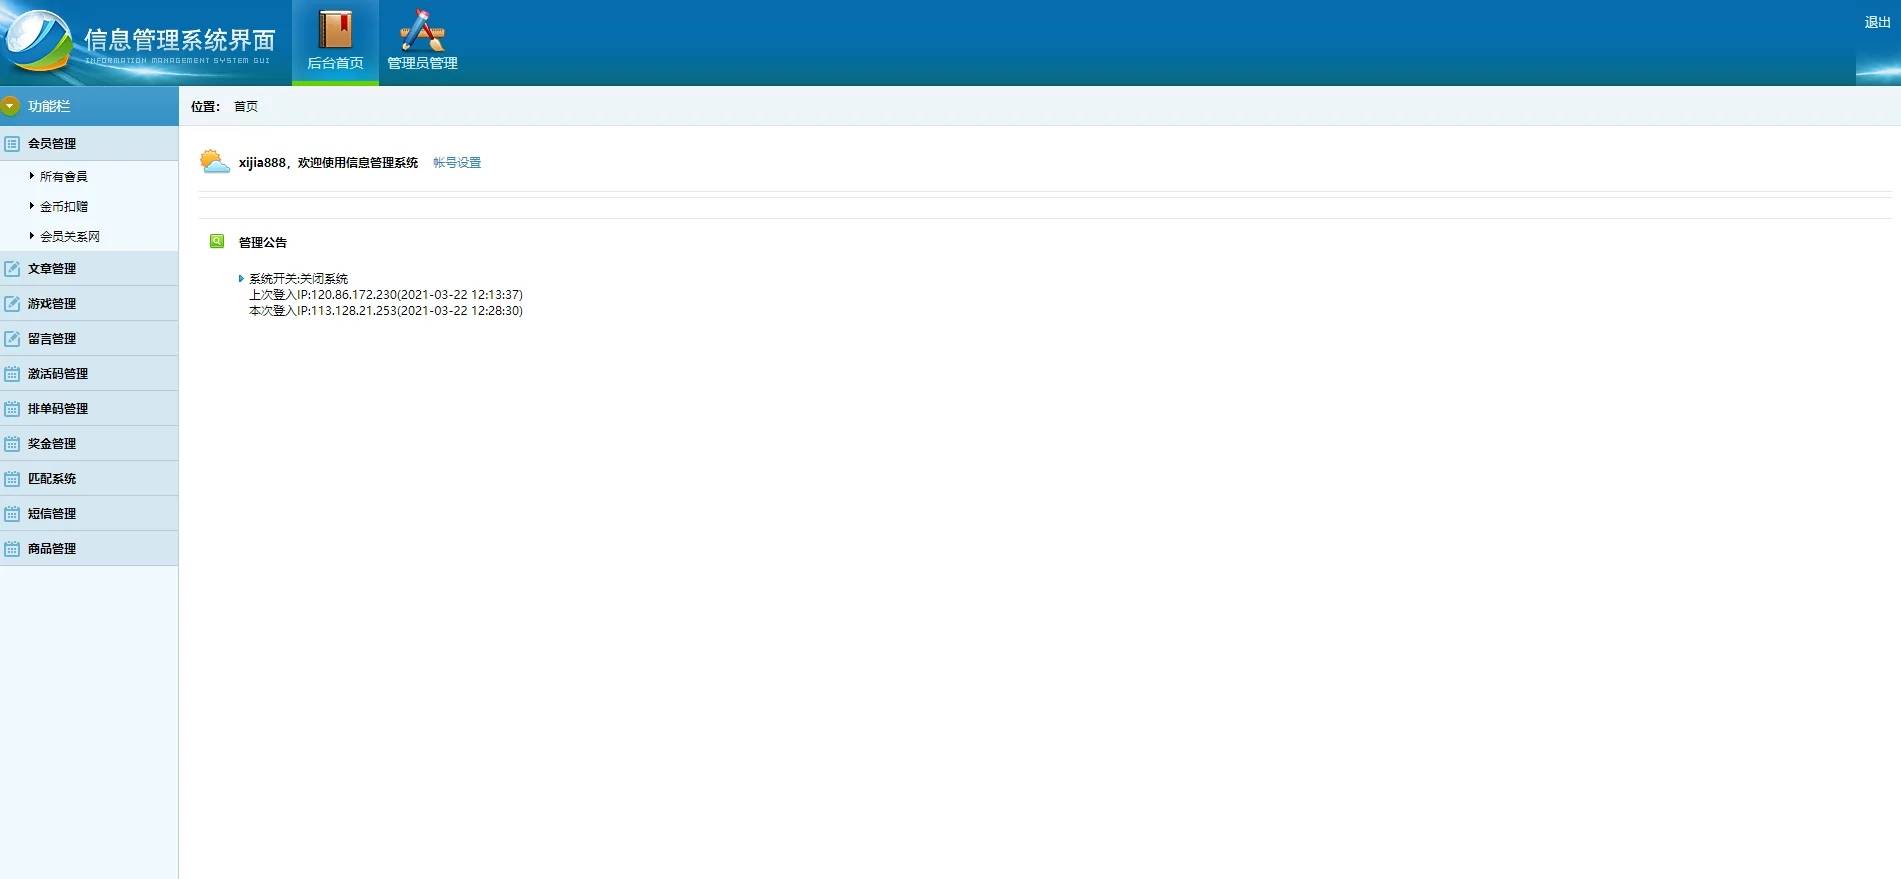 信息管理系统界面
INFORMATION MANAGEMENT SYSTEM GUI
后台首页
管理员管理
退出
功能栏
位置： 首页
会员管理
所有會員
金币扣赠
会员关系网
文章管理
游戏管理
留言管理
激活码管理
排单码管理
奖金管理
匹配系统
短信管理
商品管理
xijia888，欢迎使用信息管理系统 帐号设置
管理公告
系统开关:关闭系统
上次登入IP:120.86.172.230(2021-03-22 12:13:37)
本次登入IP:113.128.21.253(2021-03-22 12:28:30)